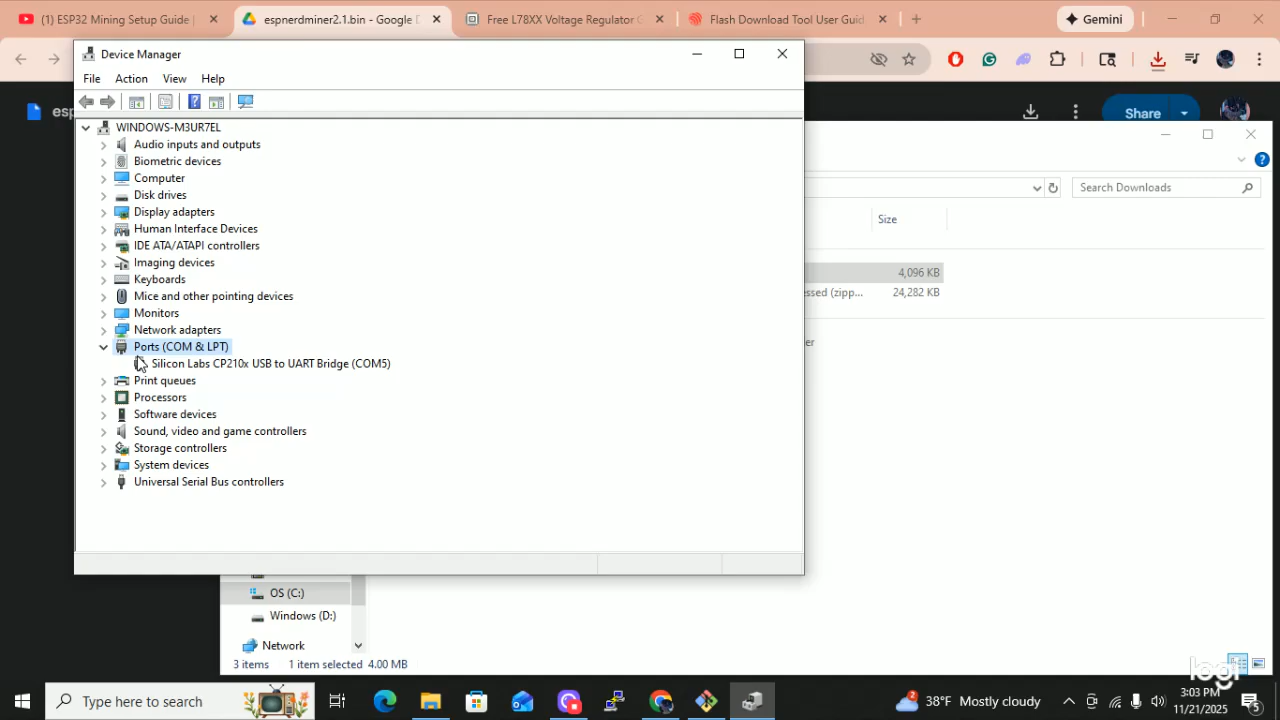 (1) ESP32 Mining Setup Guide |
espnerdminer2.1.bin - Google D
Free L78XX Voltage Regulator C
Flash Download Tool User Guid
Gemini
Device Manager
File Action View Help
esp
Share
WINDOWS-M3UR7EL
Audio inputs and outputs
Biometric devices
Computer
Disk drives
Display adapters
Human Interface Devices
IDE ATA/ATAPI controllers
Imaging devices
Keyboards
Mice and other pointing devices
Monitors
Network adapters
Ports (COM & LPT)
Silicon Labs CP210x USB to UART Bridge (COM5)
Print queues
Processors
Software devices
Sound, video and game controllers
Storage controllers
System devices
Universal Serial Bus controllers
Search Downloads
Size
4,096 KB
ssed (zipp... 24,282 KB
er
OS (C:)
Windows (D:)
Network
3 items 1 item selected 4.00 MB
logi
Type here to search
38°F Mostly cloudy
3:03 PM
11/21/2025
5